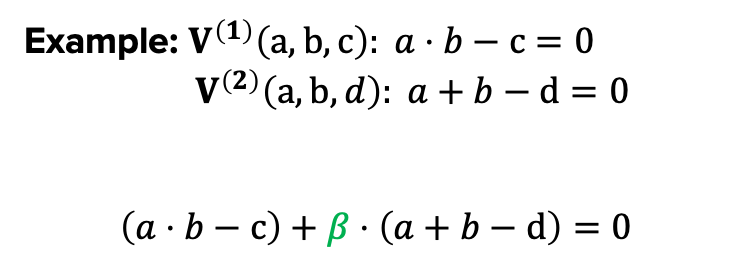 Example: V⁽¹⁾(a, b, c): a · b − c = 0
V⁽²⁾(a, b, d): a + b − d = 0
(a · b − c) + β · (a + b − d) = 0